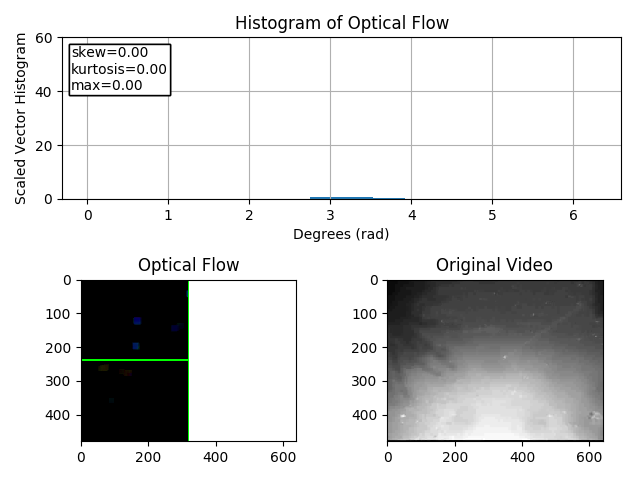 Histogram of Optical Flow
Scaled Vector Histogram
60
40
20
0
skew=0.00
kurtosis=0.00
max=0.00
0 1 2 3 4 5 6
Degrees (rad)
Optical Flow
0
100
200
300
400
0 200 400 600
Original Video
0
100
200
300
400
0 200 400 600